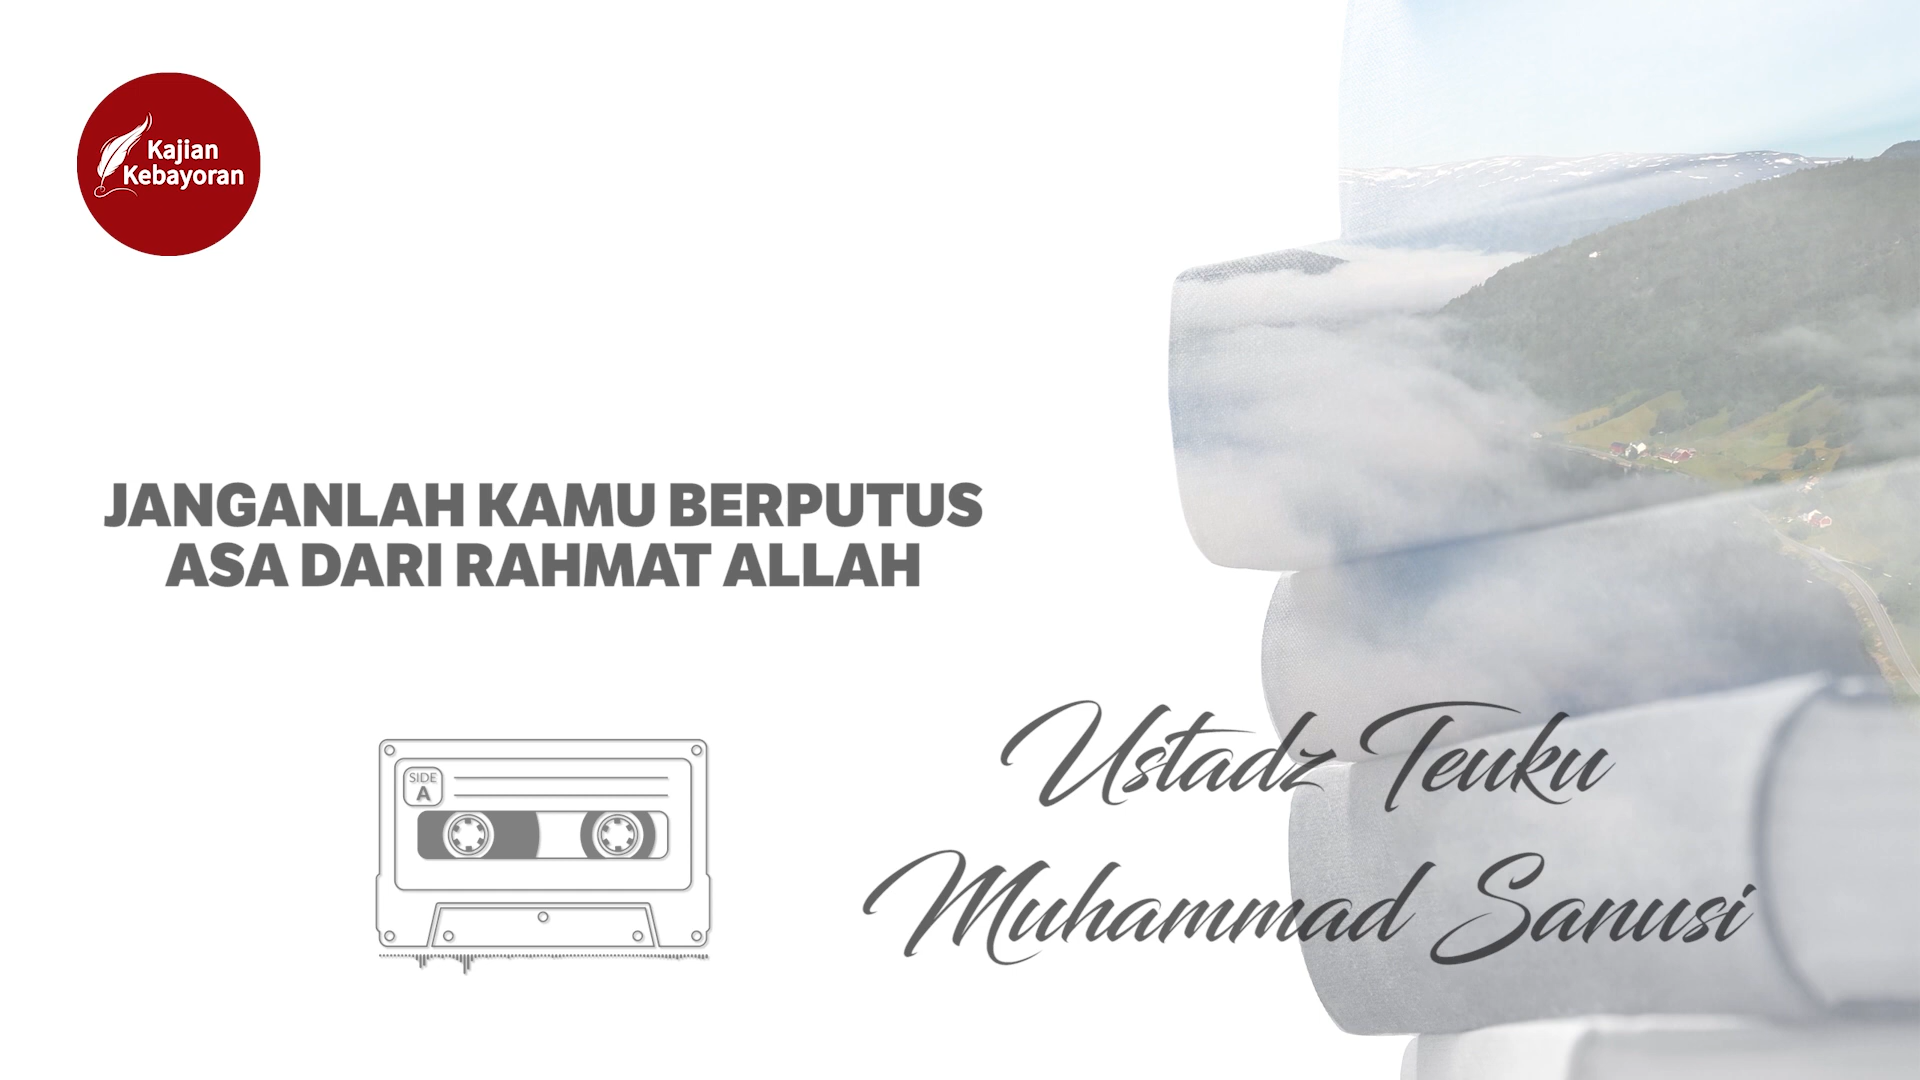 Kajian
Kebayoran
JANGANLAH KAMU BERPUTUS
ASA DARI RAHMAT ALLAH
SIDE
A
Ustadz Teuku
Muhammad Sanusi